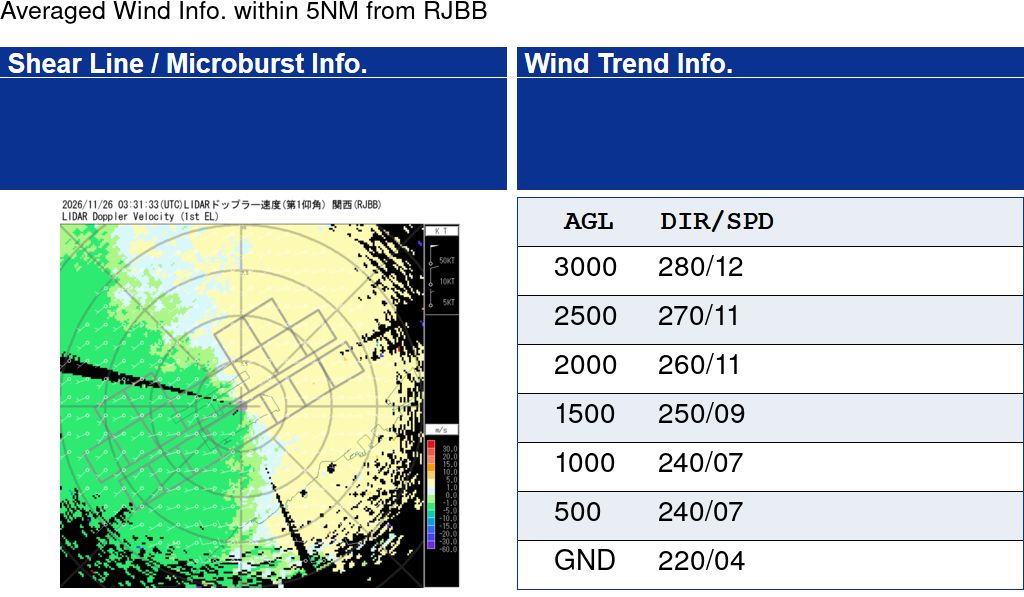 Averaged Wind Info. within 5NM from RJBB
Shear Line / Microburst Info.
Wind Trend Info.
2026/11/26 03:31:33(UTC)LIDARドップラー速度(第1仰角) 関西(RJBB)
LIDAR Doppler Velocity (1st EL)
KT
50KT
10KT
5KT
m/s
30.0
20.0
15.0
10.0
5.0
1.0
0.0
-1.0
-5.0
-10.0
-15.0
-20.0
-30.0
-60.0
AGL DIR/SPD
3000 280/12
2500 270/11
2000 260/11
1500 250/09
1000 240/07
500 240/07
GND 220/04